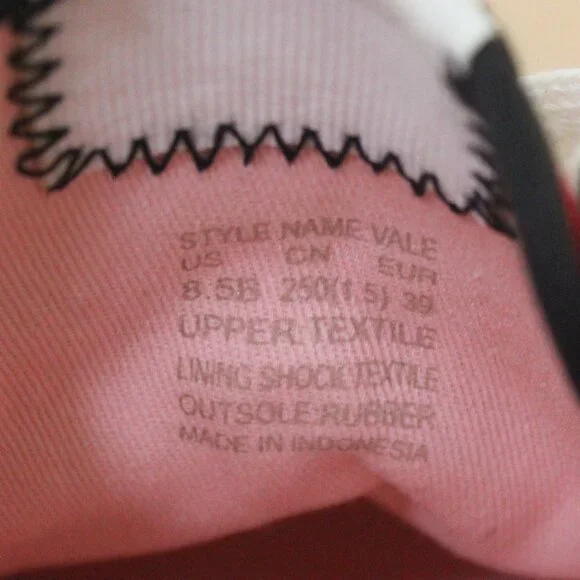 STYLE NAME VALE
US CN EUR
8.5B 250(1.5) 39
UPPER:TEXTILE
LINING SHOCK:TEXTILE
OUTSOLE:RUBBER
MADE IN INDONESIA